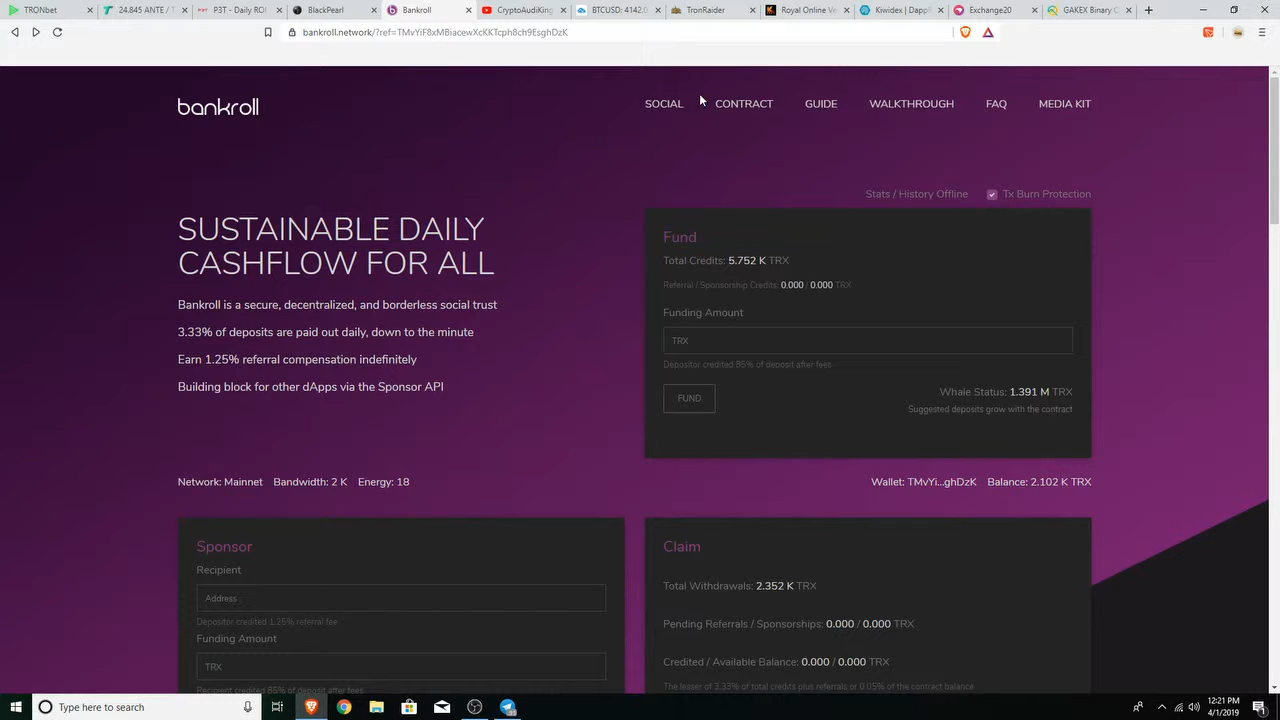 TRONbet
24.845 ANTE / T
P3T - Daily RO
BlackPearl
Bankroll
CryptoAudiKing
BTCUSD: 4142.0
TronRaider
Royal Online Ve
Kiwidex | DappR
Exchange20
GAKEX Binary O
bankroll.network/?ref=TMvYiF8xMBiacewXcKKTcph8ch9EsghDzK
bankroll
SOCIAL
CONTRACT
GUIDE
WALKTHROUGH
FAQ
MEDIA KIT
Stats / History Offline
Tx Burn Protection
SUSTAINABLE DAILY
CASHFLOW FOR ALL
Bankroll is a secure, decentralized, and borderless social trust
3.33% of deposits are paid out daily, down to the minute
Earn 1.25% referral compensation indefinitely
Building block for other dApps via the Sponsor API
Fund
Total Credits: 5.752 K TRX
Referral / Sponsorship Credits: 0.000 / 0.000 TRX
Funding Amount
TRX
Depositor credited 85% of deposit after fees
FUND
Whale Status: 1.391 M TRX
Suggested deposits grow with the contract
Network: Mainnet Bandwidth: 2 K Energy: 18
Wallet: TMvYi...ghDzK Balance: 2.102 K TRX
Sponsor
Recipient
Address
Depositor credited 1.25% referral fee
Funding Amount
TRX
Recipient credited 85% of deposit after fees
Claim
Total Withdrawals: 2.352 K TRX
Pending Referrals / Sponsorships: 0.000 / 0.000 TRX
Credited / Available Balance: 0.000 / 0.000 TRX
The lesser of 3.33% of total credits plus referrals or 0.05% of the contract balance
Type here to search
12:21 PM
4/1/2019